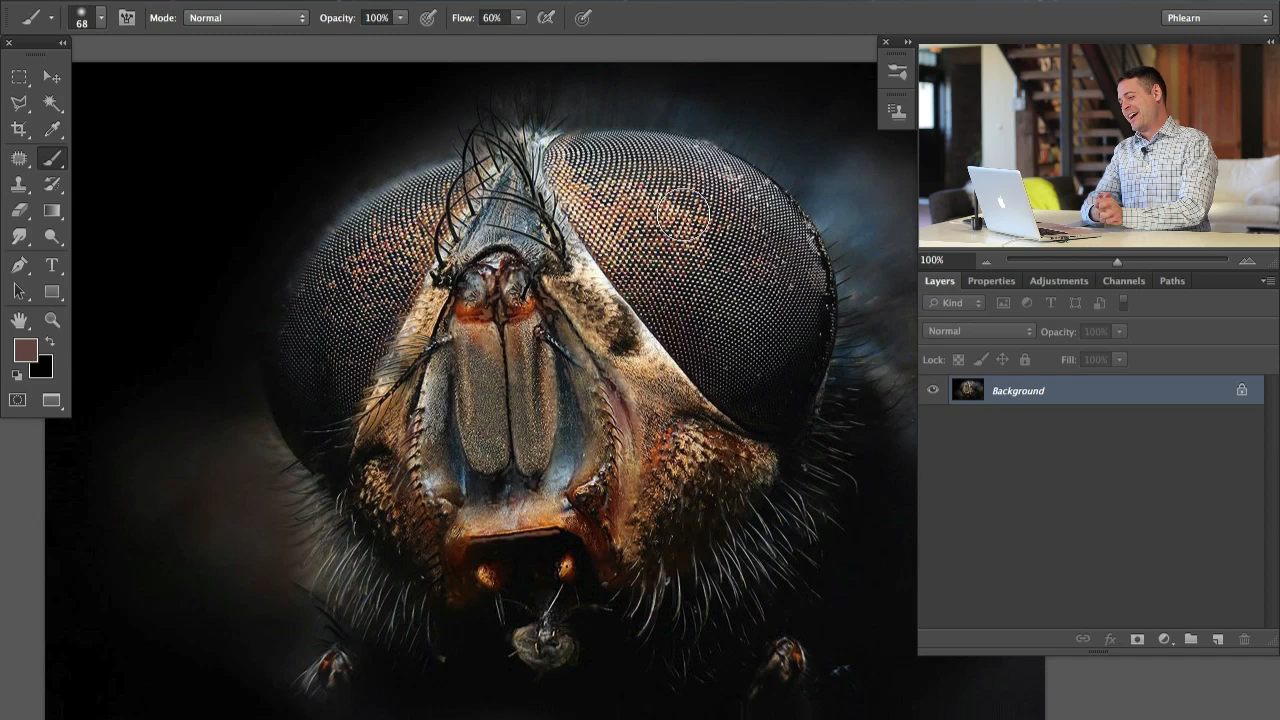 68 Mode: Normal Opacity: 100% Flow: 60% Phlearn
T
100%
Layers Properties Adjustments Channels Paths
Kind T
Normal Opacity: 100%
Lock: Fill: 100%
Background
fx